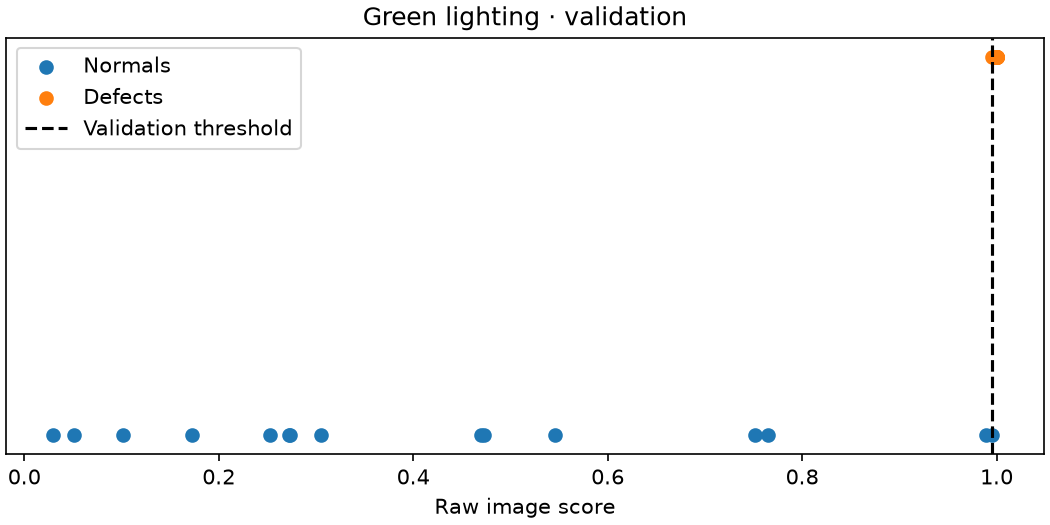 Green lighting · validation
Normals
Defects
Validation threshold
0.0 0.2 0.4 0.6 0.8 1.0
Raw image score